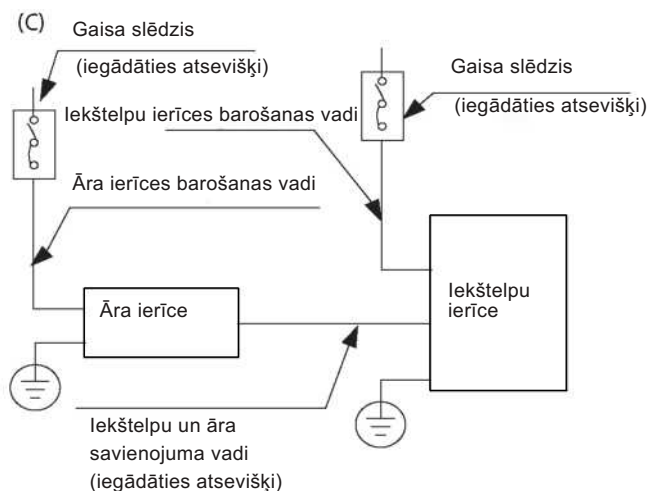 (C)
Gaisa slēdzis
(iegādāties atsevišķi)
Gaisa slēdzis
(iegādāties atsevišķi)
Iekštelpu ierīces barošanas vadi
Āra ierīces barošanas vadi
Āra ierīce
Iekštelpu
ierīce
Iekštelpu un āra
savienojuma vadi
(iegādāties atsevišķi)